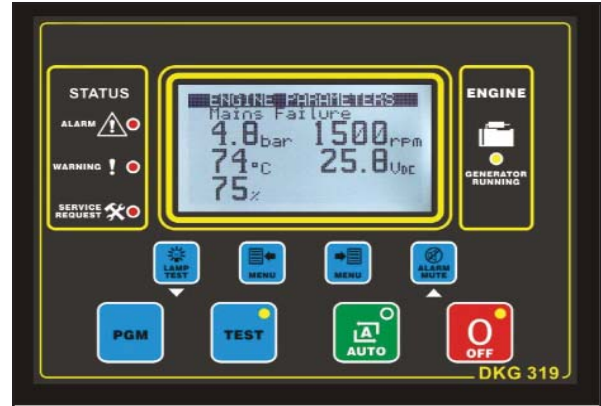 STATUS
ALARM
WARNING !
SERVICE REQUEST
ENGINE PARAMETERS
Mains Failure
4.8bar 1500rpm
74°C 25.8VDC
75%
ENGINE
GENERATOR RUNNING
LAMP TEST
MENU
MENU
ALARM MUTE
PGM
TEST
A
AUTO
O
OFF
DKG 319